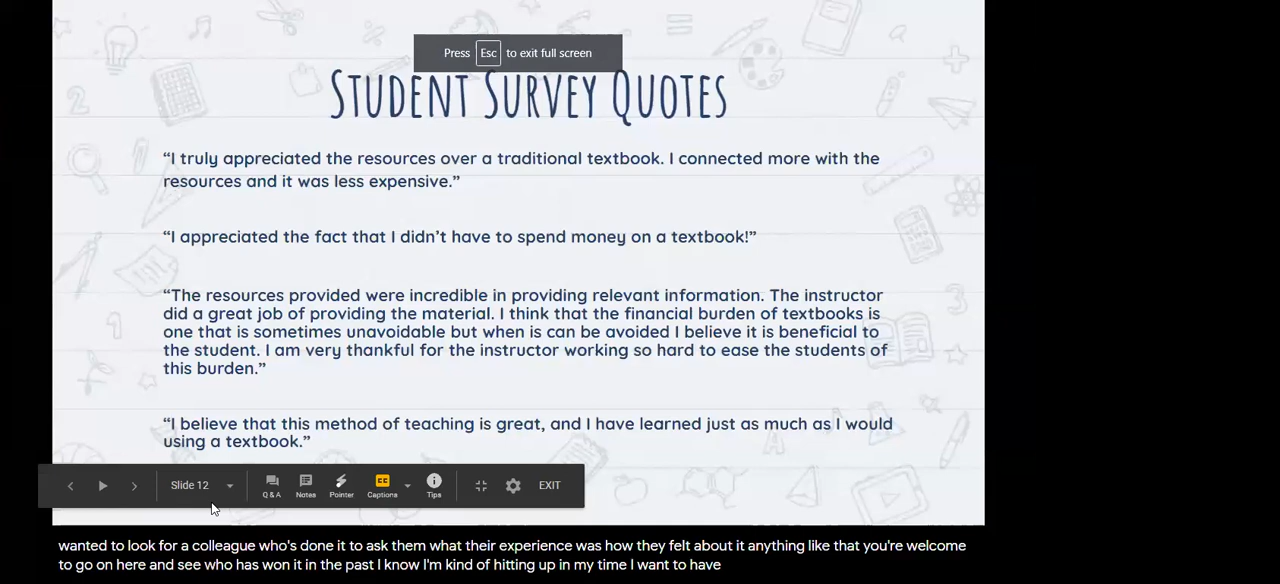 Press Esc to exit full screen
STUDENT SURVEY QUOTES
“I truly appreciated the resources over a traditional textbook. I connected more with the
resources and it was less expensive.”
“I appreciated the fact that I didn’t have to spend money on a textbook!”
“The resources provided were incredible in providing relevant information. The instructor
did a great job of providing the material. I think that the financial burden of textbooks is
one that is sometimes unavoidable but when is can be avoided I believe it is beneficial to
the student. I am very thankful for the instructor working so hard to ease the students of
this burden.”
“I believe that this method of teaching is great, and I have learned just as much as I would
using a textbook.”
Slide 12 Q & A Notes Pointer CC Captions Tips EXIT
wanted to look for a colleague who's done it to ask them what their experience was how they felt about it anything like that you're welcome
to go on here and see who has won it in the past I know I'm kind of hitting up in my time I want to have